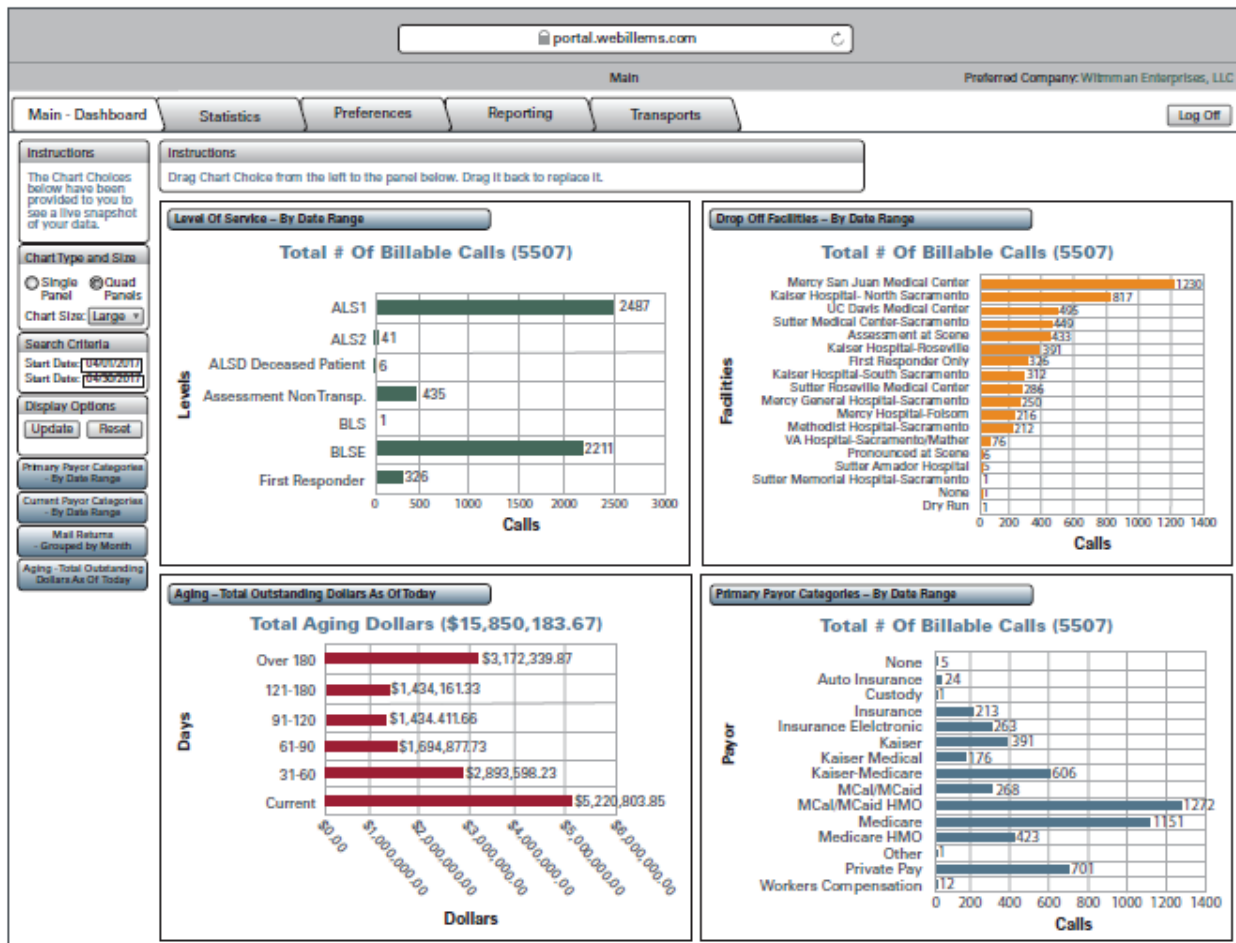 portal.webillems.com
Main
Preferred Company: Witmman Enterprises, LLC
Main - Dashboard
Statistics
Preferences
Reporting
Transports
Log Off
Instructions
The Chart Choices
below have been
provided to you to
see a live snapshot
of your data.
Chart Type and Size
Single
Panel
Quad
Panels
Chart Size: Large
Search Criteria
Start Date: 04/01/2017
Start Date: 04/30/2017
Display Options
Update
Reset
Primary Payor Categories
- By Date Range
Current Payor Categories
- By Date Range
Mail Returns
- Grouped by Month
Aging - Total Outstanding
Dollars As Of Today
Instructions
Drag Chart Choice from the left to the panel below. Drag it back to replace it.
Level Of Service – By Date Range
Total # Of Billable Calls (5507)
Levels
ALS1 2487
ALS2 41
ALSD Deceased Patient 6
Assessment Non Transp. 435
BLS 1
BLSE 2211
First Responder 326
0 500 1000 1500 2000 2500 3000
Calls
Drop Off Facilities – By Date Range
Total # Of Billable Calls (5507)
Facilities
Mercy San Juan Medical Center 1230
Kaiser Hospital- North Sacramento 817
UC Davis Medical Center 495
Sutter Medical Center-Sacramento 449
Assessment at Scene 433
Kaiser Hospital-Roseville 391
First Responder Only 326
Kaiser Hospital-South Sacramento 312
Sutter Roseville Medical Center 286
Mercy General Hospital-Sacramento 250
Mercy Hospital-Folsom 216
Methodist Hospital-Sacramento 212
VA Hospital-Sacramento/Mather 76
Pronounced at Scene 6
Sutter Amador Hospital 5
Sutter Memorial Hospital-Sacramento 1
None 1
Dry Run 1
0 200 400 600 800 1000 1200 1400
Calls
Aging – Total Outstanding Dollars As Of Today
Total Aging Dollars ($15,850,183.67)
Days
Over 180 $3,172,339.87
121-180 $1,434,161.33
91-120 $1,434.411.66
61-90 $1,694,877.73
31-60 $2,893,598.23
Current $5,220,803.85
$0.00 $1,000,000.00 $2,000,000.00 $3,000,000.00 $4,000,000.00 $5,000,000.00 $6,000,000.00
Dollars
Primary Payor Categories – By Date Range
Total # Of Billable Calls (5507)
Payor
None 5
Auto Insurance 24
Custody 1
Insurance 213
Insurance Elelctronic 263
Kaiser 391
Kaiser Medical 176
Kaiser-Medicare 606
MCal/MCaid 268
MCal/MCaid HMO 1272
Medicare 1151
Medicare HMO 423
Other 1
Private Pay 701
Workers Compensation 12
0 200 400 600 800 1000 1200 1400
Calls